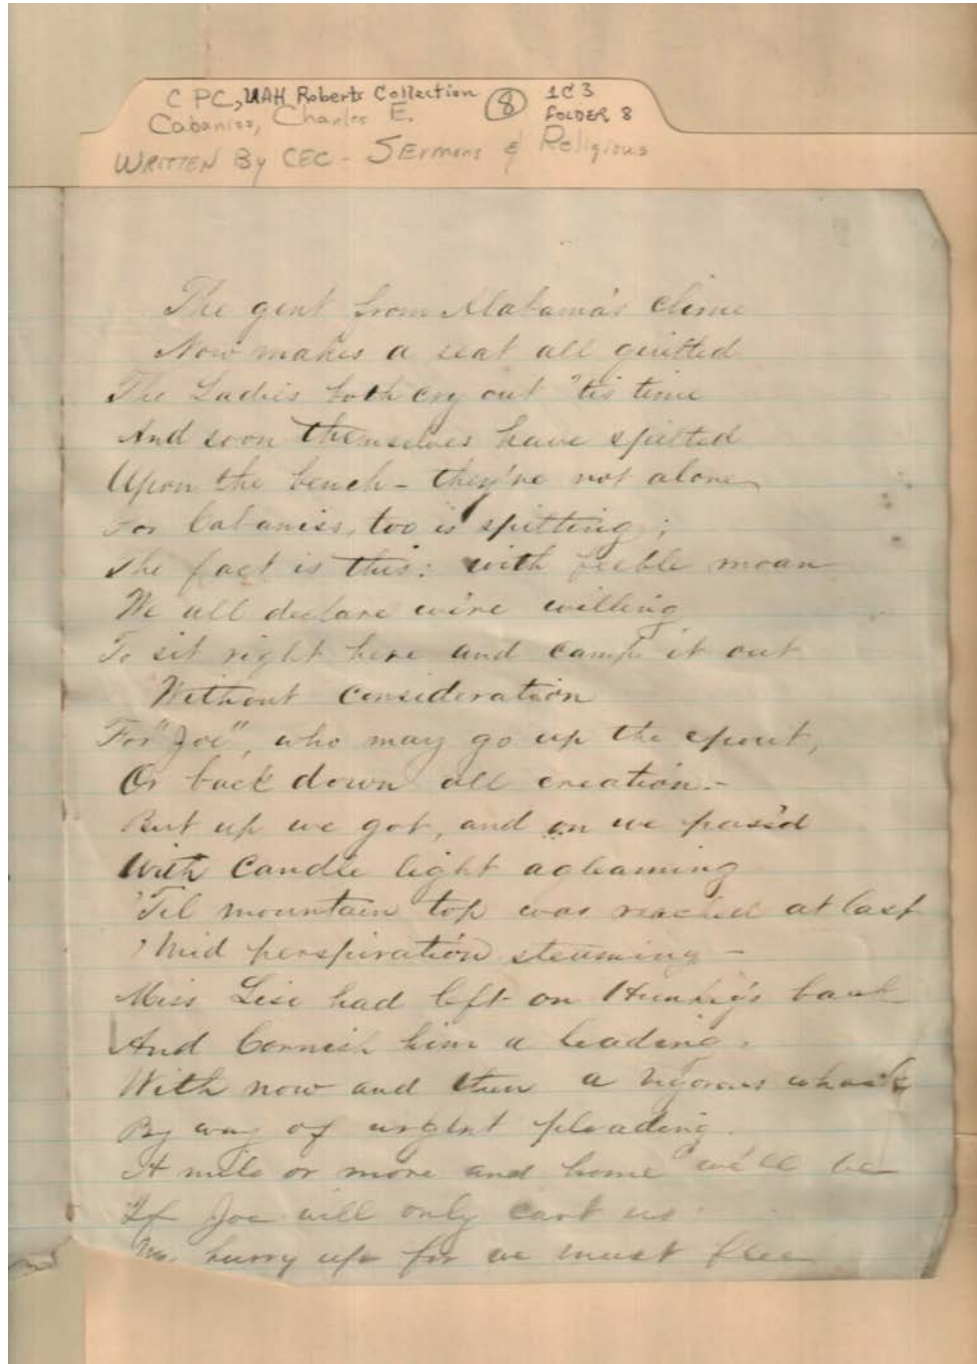 C PC, UAH Roberts Collection ⑧ 1C3
Cabaniss, Charles E. FOLDER 8
WRITTEN By CEC - SErmons & Religious
The gent from Alabama's clime
Now makes a seat all quilted
The Ladies both cry out 'tis time
And soon themselves have spilted
Upon the bench - they're not alone
For Cabaniss, too is spilting;
The fact is this: with feeble moan
We all declare we're willing
To sit right here and camp it out
Without consideration
For "Joe", who may go up the spout,
Or back down all creation.-
But up we got, and on we pass'd
With Candle light agleaming
'Til mountain top was reached at last
'Mid perspiration steaming -
Miss Lise had left on back
And Cornish him a leading.
With now and then a vigorous whack
By way of urgent pleading.
A mile or more and home we'll be
If Joe will only cart us
hurry up for we must flee